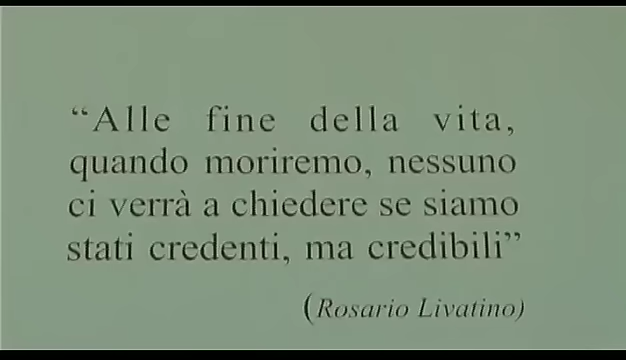 “Alle fine della vita,
quando moriremo, nessuno
ci verrà a chiedere se siamo
stati credenti, ma credibili”
(Rosario Livatino)